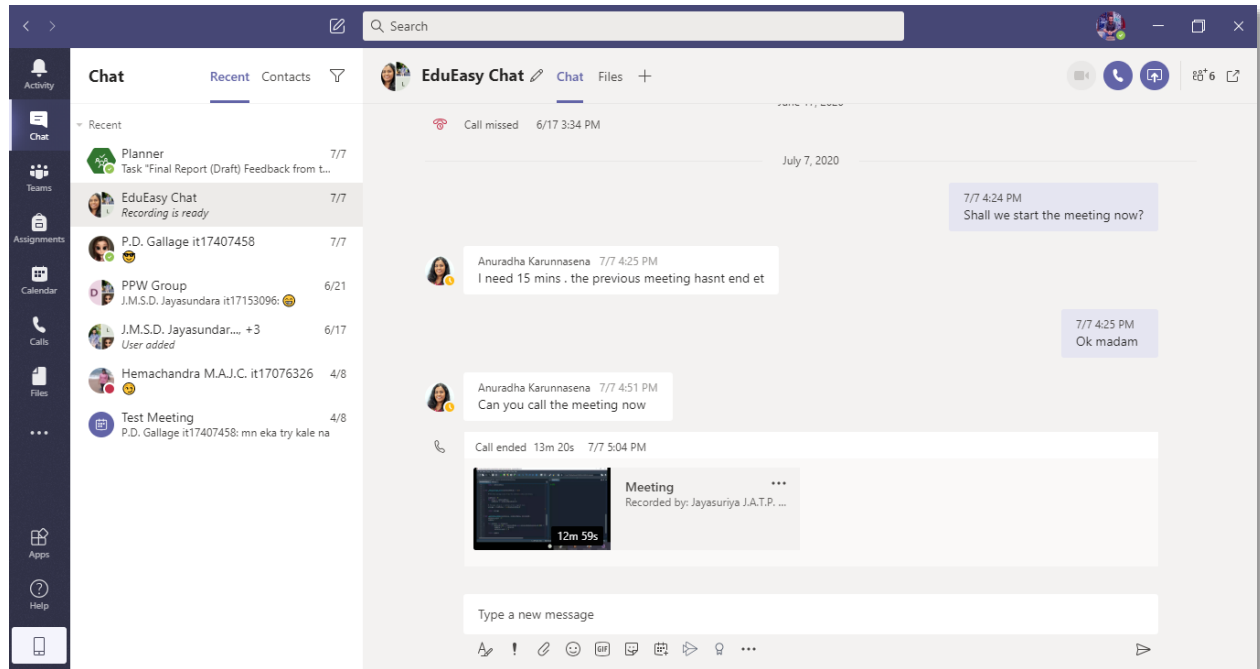 Search
Activity
Chat
Teams
Assignments
Calendar
Calls
Files
Apps
Help
Chat
Recent Contacts
Recent
Planner 7/7
Task "Final Report (Draft) Feedback from t...
EduEasy Chat 7/7
Recording is ready
P.D. Gallage it17407458 7/7
😎
PPW Group 6/21
J.M.S.D. Jayasundara it17153096: 😁
J.M.S.D. Jayasundar..., +3 6/17
User added
Hemachandra M.A.J.C. it17076326 4/8
😏
Test Meeting 4/8
P.D. Gallage it17407458: mn eka try kale na
EduEasy Chat Chat Files
6
Call missed 6/17 3:34 PM
July 7, 2020
7/7 4:24 PM
Shall we start the meeting now?
Anuradha Karunnasena 7/7 4:25 PM
I need 15 mins . the previous meeting hasnt end et
7/7 4:25 PM
Ok madam
Anuradha Karunnasena 7/7 4:51 PM
Can you call the meeting now
Call ended 13m 20s 7/7 5:04 PM
12m 59s
Meeting
Recorded by: Jayasuriya J.A.T.P. ...
Type a new message
GIF